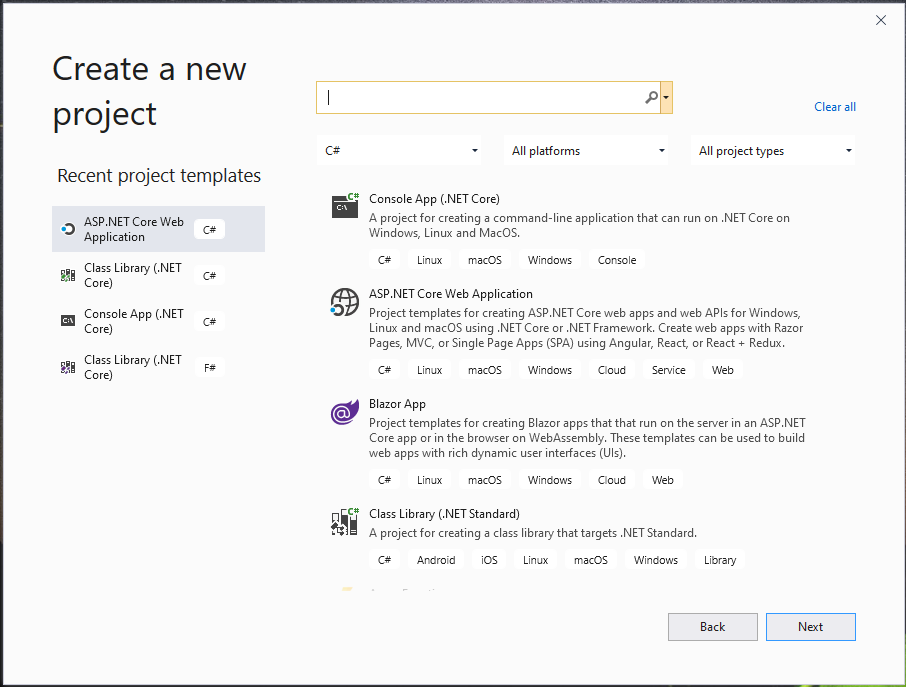 Create a new
project
Recent project templates
ASP.NET Core Web
Application
C#
Class Library (.NET
Core)
C#
Console App (.NET
Core)
C#
Class Library (.NET
Core)
F#
Clear all
C#
All platforms
All project types
C#
C:\
Console App (.NET Core)
A project for creating a command-line application that can run on .NET Core on
Windows, Linux and MacOS.
C# Linux macOS Windows Console
ASP.NET Core Web Application
Project templates for creating ASP.NET Core web apps and web APIs for Windows,
Linux and macOS using .NET Core or .NET Framework. Create web apps with Razor
Pages, MVC, or Single Page Apps (SPA) using Angular, React, or React + Redux.
C# Linux macOS Windows Cloud Service Web
Blazor App
Project templates for creating Blazor apps that that run on the server in an ASP.NET
Core app or in the browser on WebAssembly. These templates can be used to build
web apps with rich dynamic user interfaces (UIs).
C# Linux macOS Windows Cloud Web
C#
Class Library (.NET Standard)
A project for creating a class library that targets .NET Standard.
C# Android iOS Linux macOS Windows Library
Back
Next